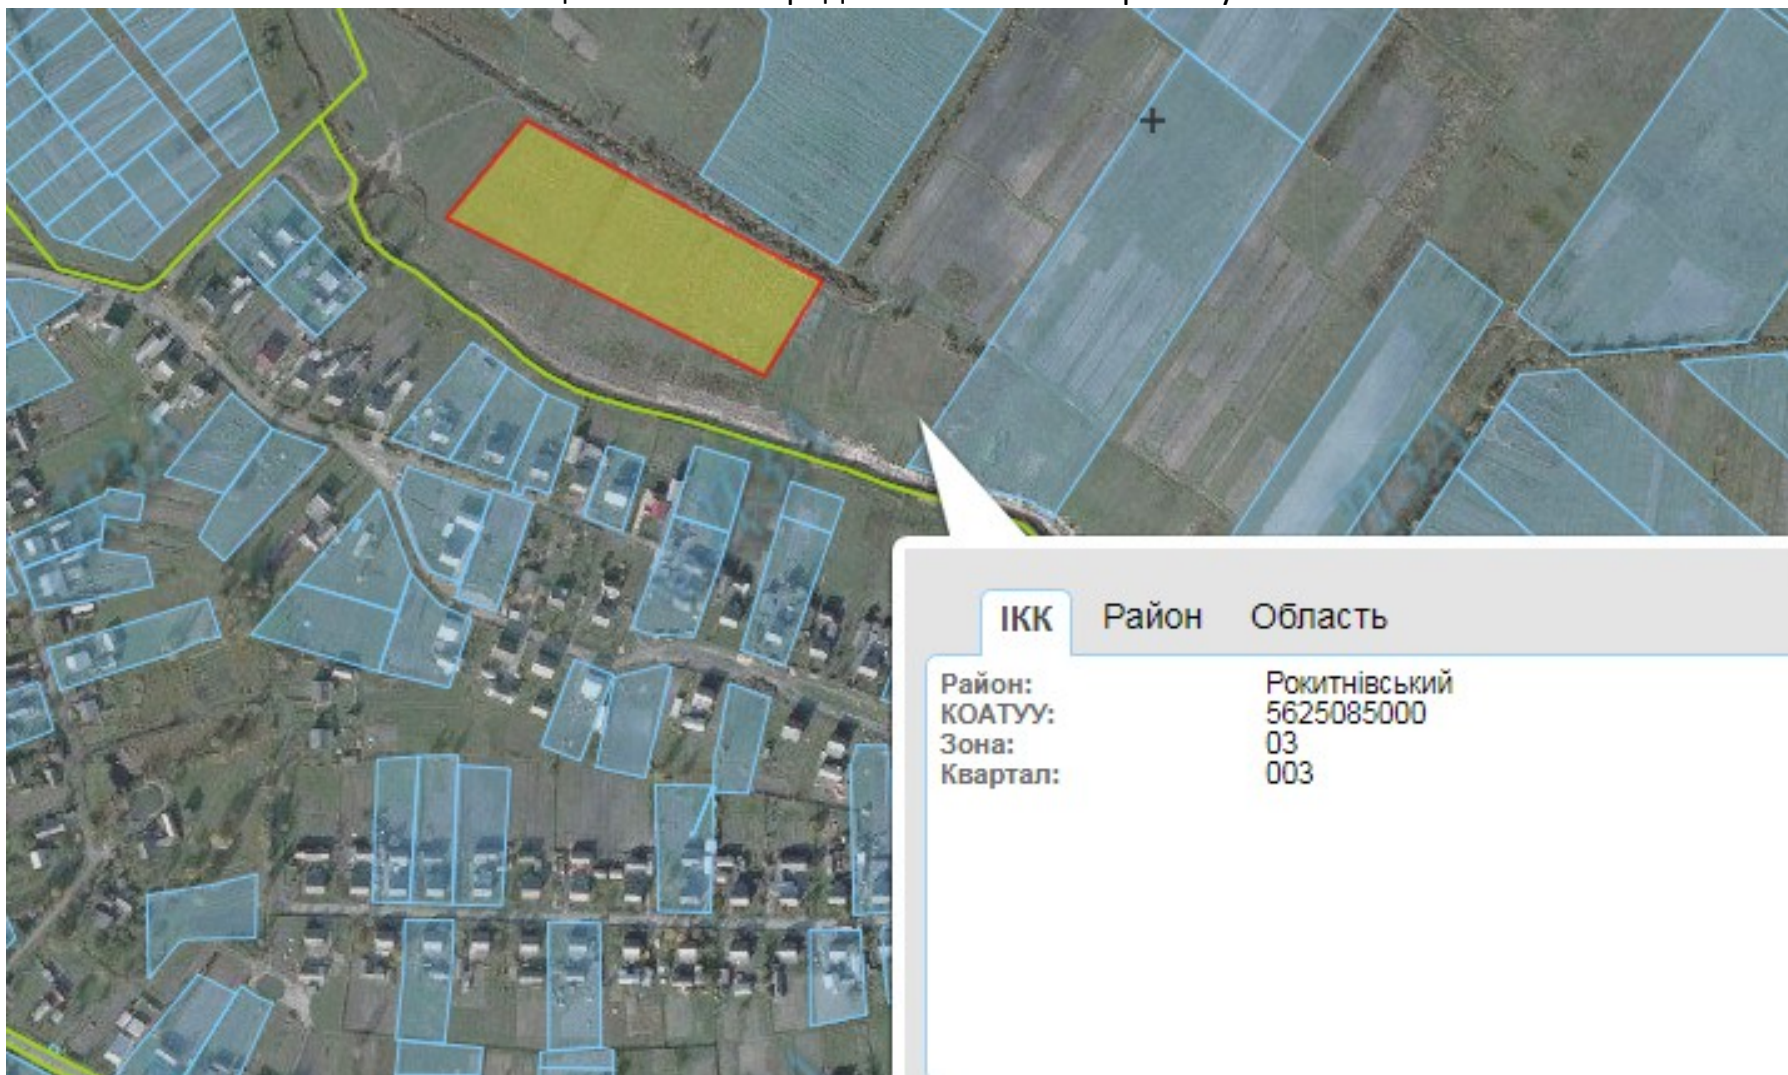 ІКК Район Область
Район: Рокитнівський
КОАТУУ: 5625085000
Зона: 03
Квартал: 003